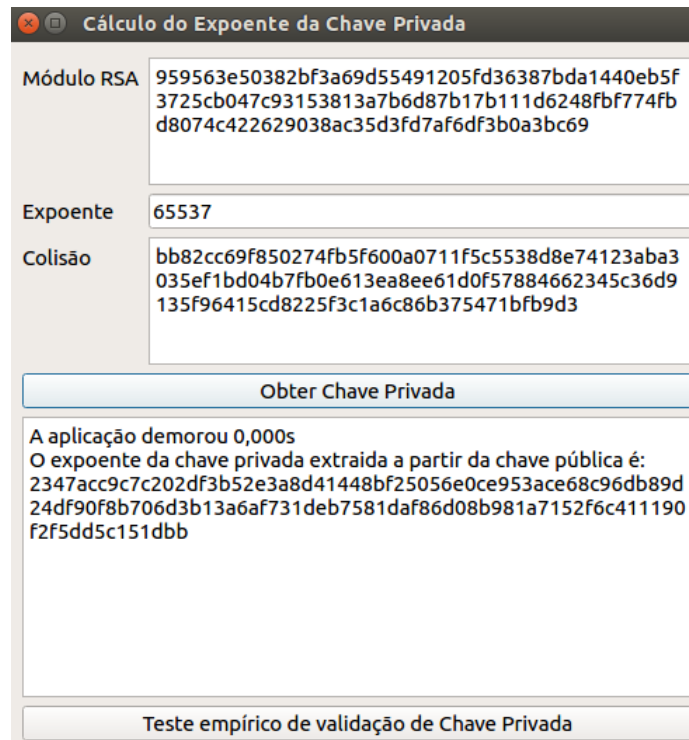 Cálculo do Expoente da Chave Privada
Módulo RSA
959563e50382bf3a69d55491205fd36387bda1440eb5f
3725cb047c93153813a7b6d87b17b111d6248fbf774fb
d8074c422629038ac35d3fd7af6df3b0a3bc69
Expoente
65537
Colisão
bb82cc69f850274fb5f600a0711f5c5538d8e74123aba3
035ef1bd04b7fb0e613ea8ee61d0f57884662345c36d9
135f96415cd8225f3c1a6c86b375471bfb9d3
Obter Chave Privada
A aplicação demorou 0,000s
O expoente da chave privada extraida a partir da chave pública é:
2347acc9c7c202df3b52e3a8d41448bf25056e0ce953ace68c96db89d
24df90f8b706d3b13a6af731deb7581daf86d08b981a7152f6c411190
f2f5dd5c151dbb
Teste empírico de validação de Chave Privada